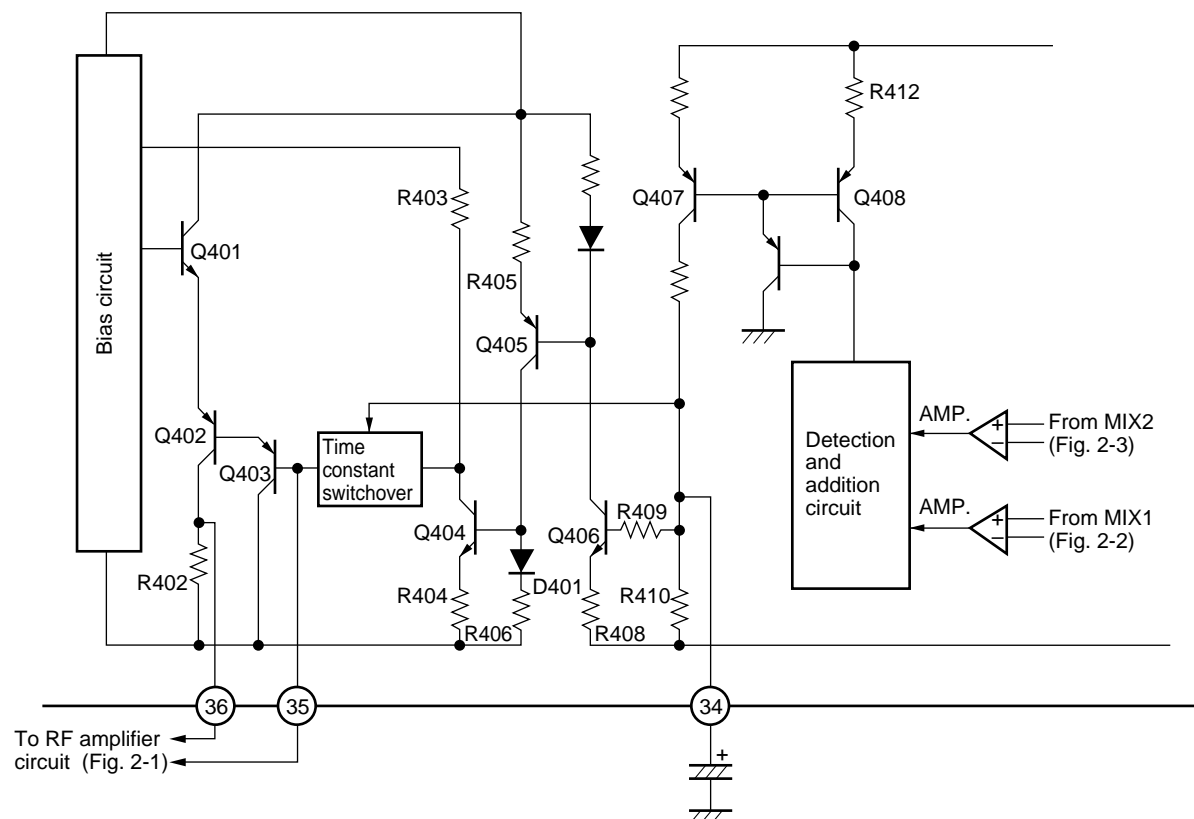 R412
Q407
Q408
R403
Bias circuit
Q401
R405
Q405
Q402
Q403
Time
constant
switchover
Detection
and
addition
circuit
AMP.
+
−
From MIX2
(Fig. 2-3)
AMP.
+
−
From MIX1
(Fig. 2-2)
Q404
Q406
R409
D401
R402
R404
R406
R408
R410
36
35
34
To RF amplifier
circuit (Fig. 2-1)
+